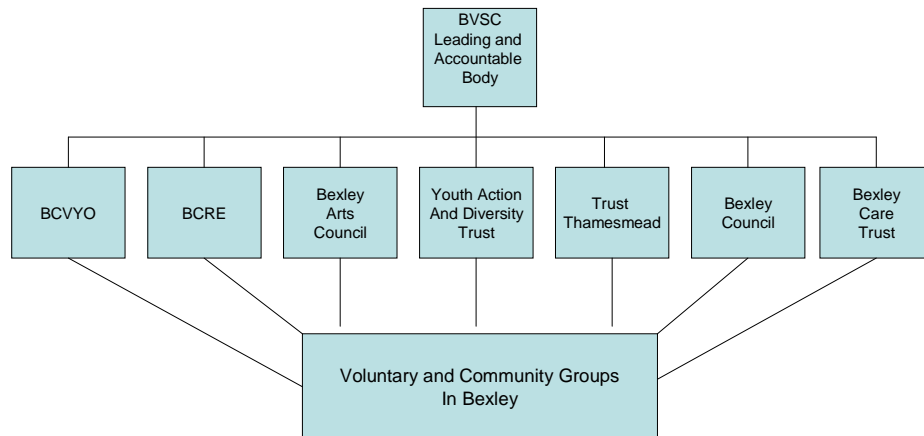 BVSC
Leading and
Accountable
Body
BCVYO
BCRE
Bexley
Arts
Council
Youth Action
And Diversity
Trust
Trust
Thamesmead
Bexley
Council
Bexley
Care
Trust
Voluntary and Community Groups
In Bexley